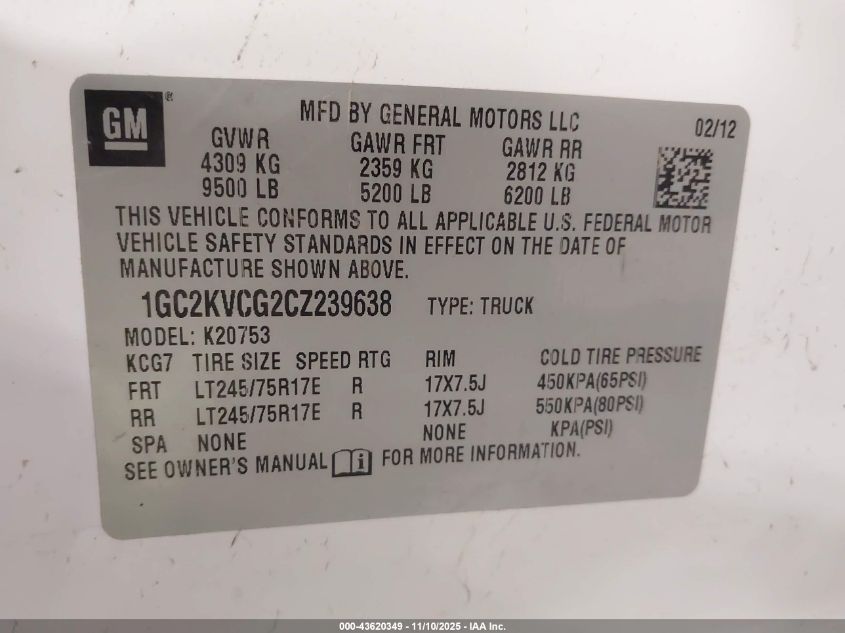 GM ®
MFD BY GENERAL MOTORS LLC 02/12
GVWR GAWR FRT GAWR RR
4309 KG 2359 KG 2812 KG
9500 LB 5200 LB 6200 LB
THIS VEHICLE CONFORMS TO ALL APPLICABLE U.S. FEDERAL MOTOR
VEHICLE SAFETY STANDARDS IN EFFECT ON THE DATE OF
MANUFACTURE SHOWN ABOVE.
1GC2KVCG2CZ239638 TYPE: TRUCK
MODEL: K20753
KCG7 TIRE SIZE SPEED RTG RIM COLD TIRE PRESSURE
FRT LT245/75R17E R 17X7.5J 450KPA(65PSI)
RR LT245/75R17E R 17X7.5J 550KPA(80PSI)
SPA NONE NONE KPA(PSI)
SEE OWNER'S MANUAL i FOR MORE INFORMATION.
000-43620349 - 11/10/2025 - IAA Inc.